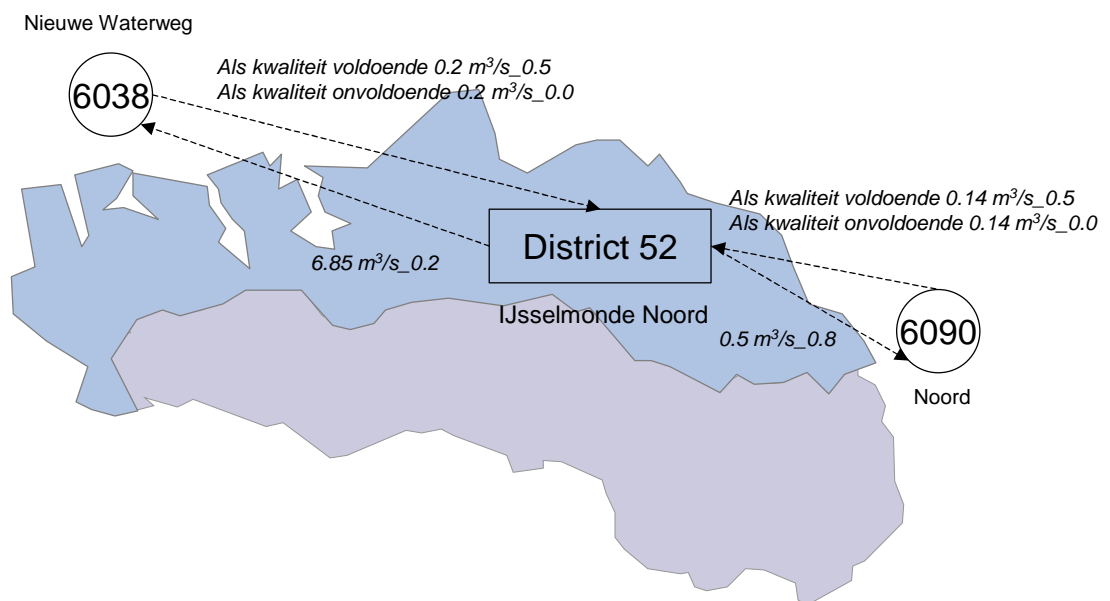 Nieuwe Waterweg
6038
Als kwaliteit voldoende 0.2 m³/s_0.5
Als kwaliteit onvoldoende 0.2 m³/s_0.0
Als kwaliteit voldoende 0.14 m³/s_0.5
Als kwaliteit onvoldoende 0.14 m³/s_0.0
District 52
6.85 m³/s_0.2
IJsselmonde Noord
0.5 m³/s_0.8
6090
Noord